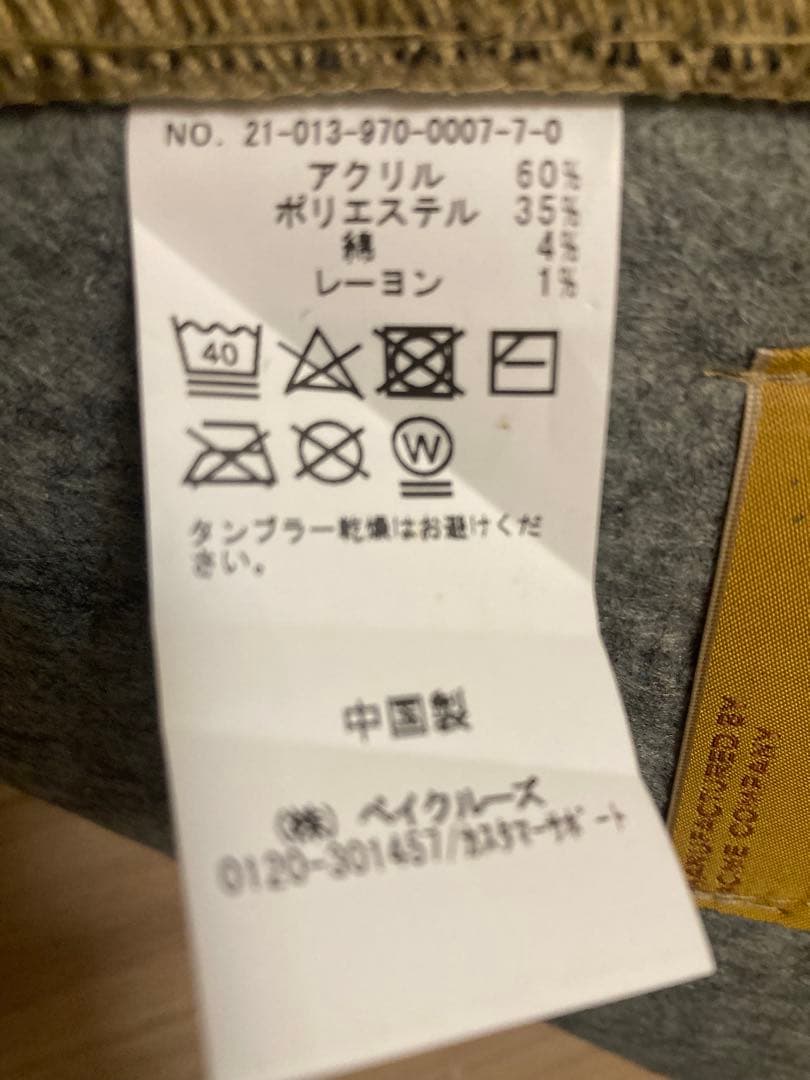 NO. 21-013-970-0007-7-0
アクリル 60%
ポリエステル 35%
綿 4%
レーヨン 1%
40
W
タンブラー乾燥はお避けくだ
さい。
中国製
(株) ベイクルーズ
0120-301457/カスタマーサポート
MANUFACTURED BY
ACME COMPANY